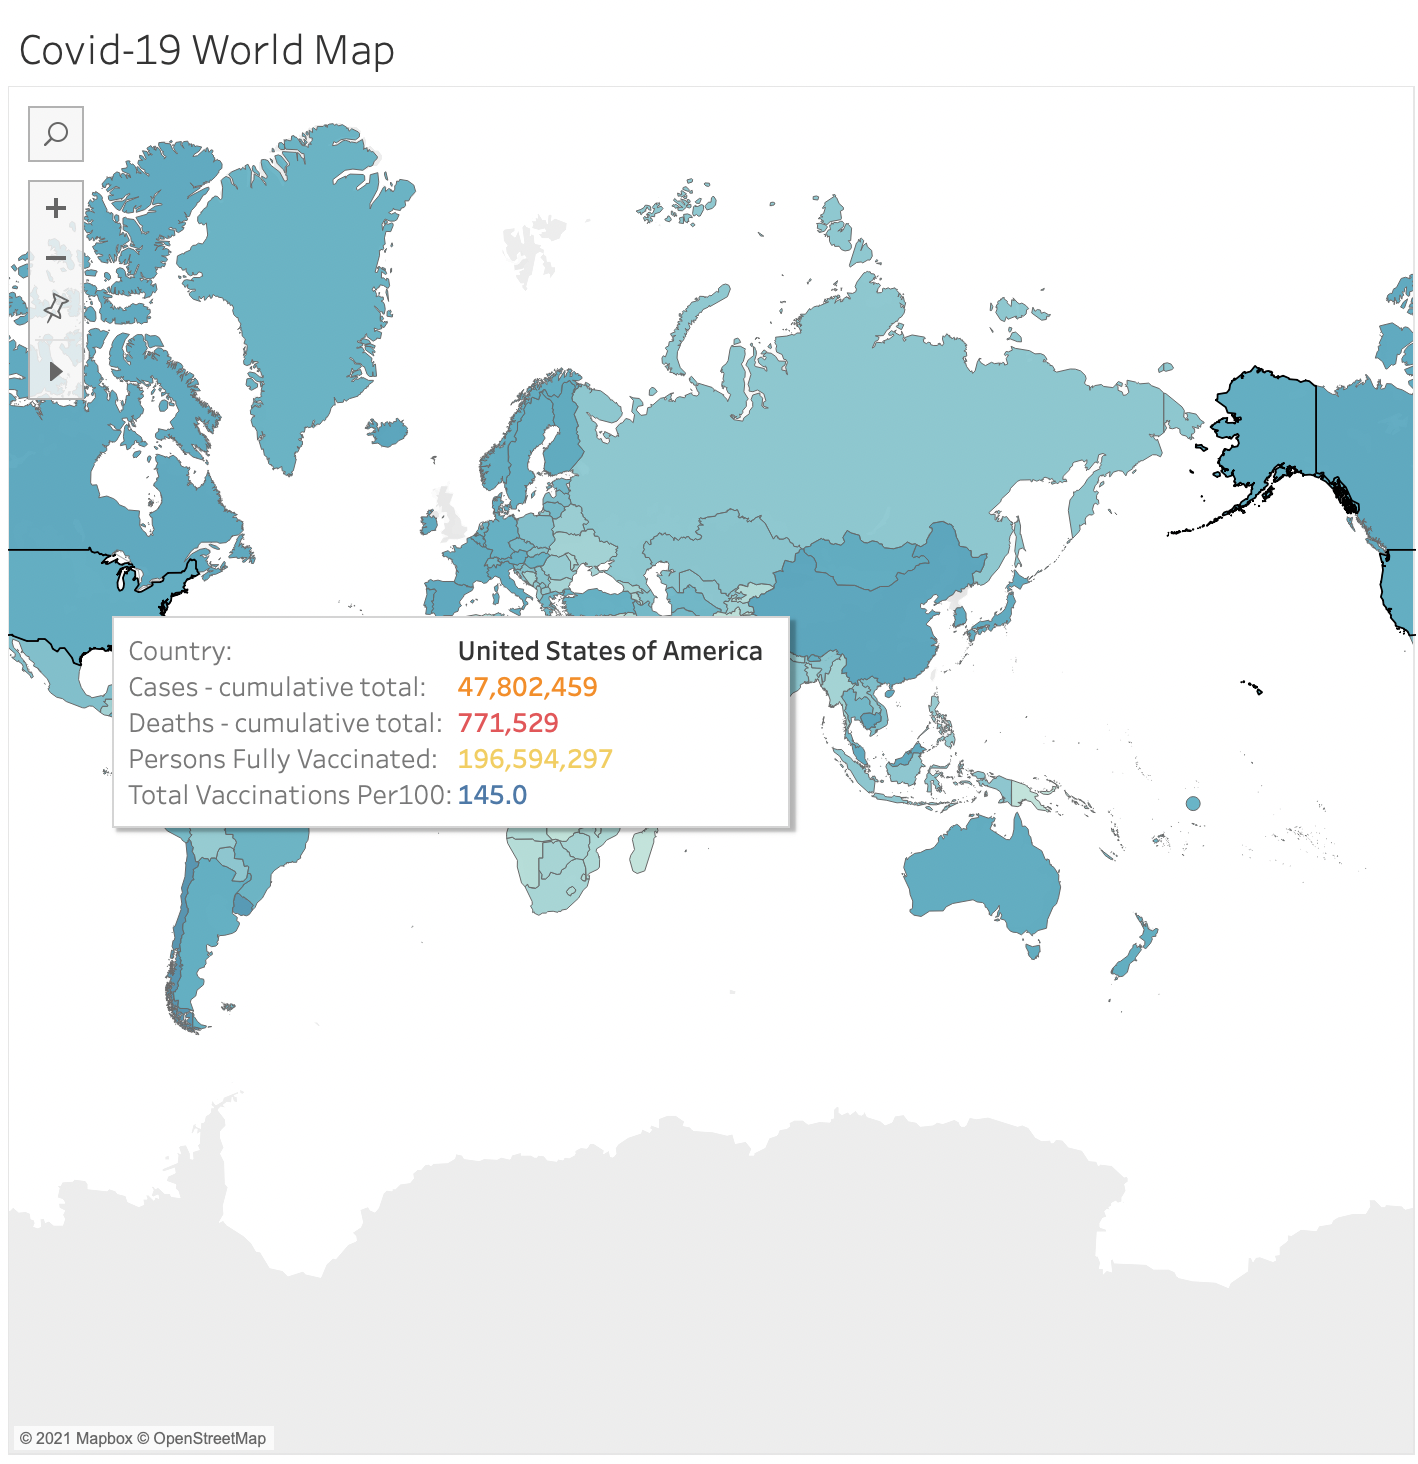 Covid-19 World Map
Country: United States of America
Cases - cumulative total: 47,802,459
Deaths - cumulative total: 771,529
Persons Fully Vaccinated: 196,594,297
Total Vaccinations Per100: 145.0
© 2021 Mapbox © OpenStreetMap